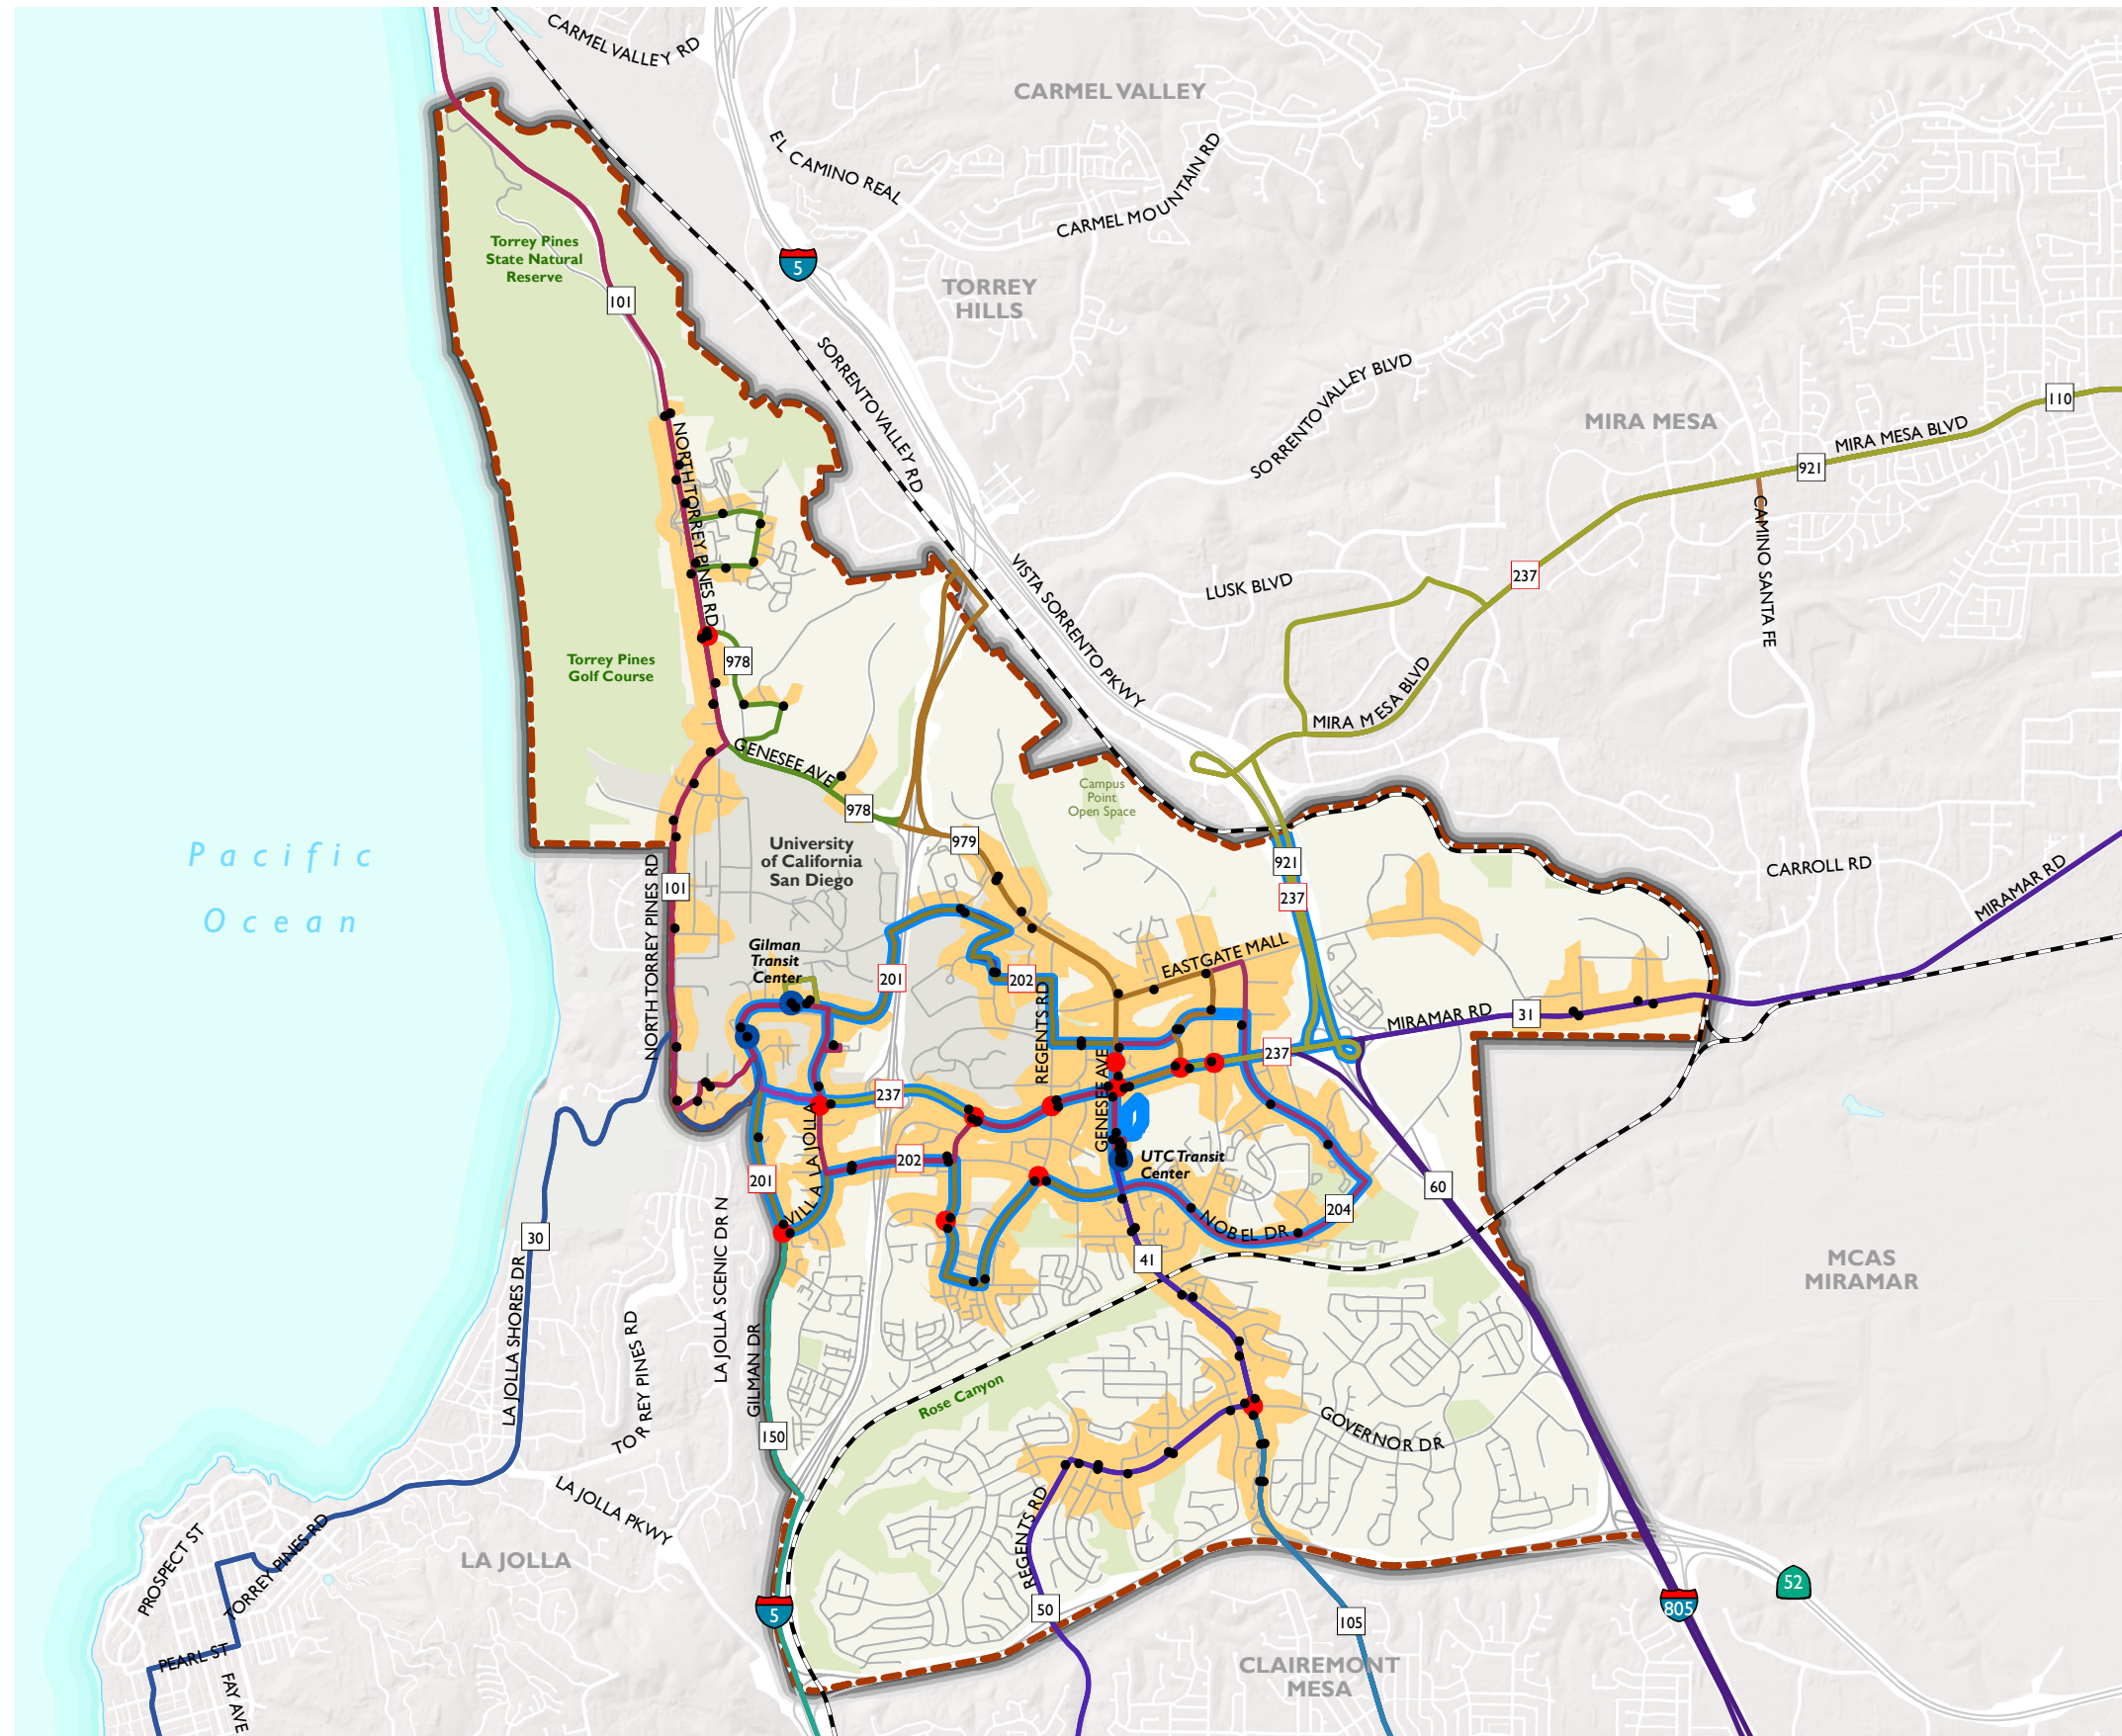 CARMEL VALLEY RD
CARMEL VALLEY
EL CAMINO REAL
CARMEL MOUNTAIN RD
Torrey Pines
State Natural
Reserve
5
TORREY
HILLS
101
SORRENTO VALLEY RD
SORRENTO VALLEY BLVD
MIRA MESA
110
MIRA MESA BLVD
921
NORTH TORREY PINES RD
CAMINO SANTA FE
VISTA SORRENTO PKWY
LUSK BLVD
237
Torrey Pines
Golf Course
978
MIRA MESA BLVD
GENESEE AVE
Campus
Point
Open Space
978
979
University
of California
San Diego
Pacific
Ocean
921
237
CARROLL RD
MIRAMAR RD
101
NORTH TORREY PINES RD
Gilman
Transit
Center
201
202
EASTGATE MALL
REGENTS RD
MIRAMAR RD
31
237
237
GENESEE AVE
VILLA LA JOLLA
202
UTC Transit
Center
201
60
204
NOBEL DR
30
41
LA JOLLA SHORES DR
LA JOLLA SCENIC DR N
TORREY PINES RD
GILMAN DR
MCAS
MIRAMAR
Rose Canyon
150
GOVERNOR DR
LA JOLLA PKWY
REGENTS RD
PROSPECT ST
TORREY PINES RD
LA JOLLA
5
50
105
805
52
PEARL ST
FAY AVE
CLAIREMONT
MESA